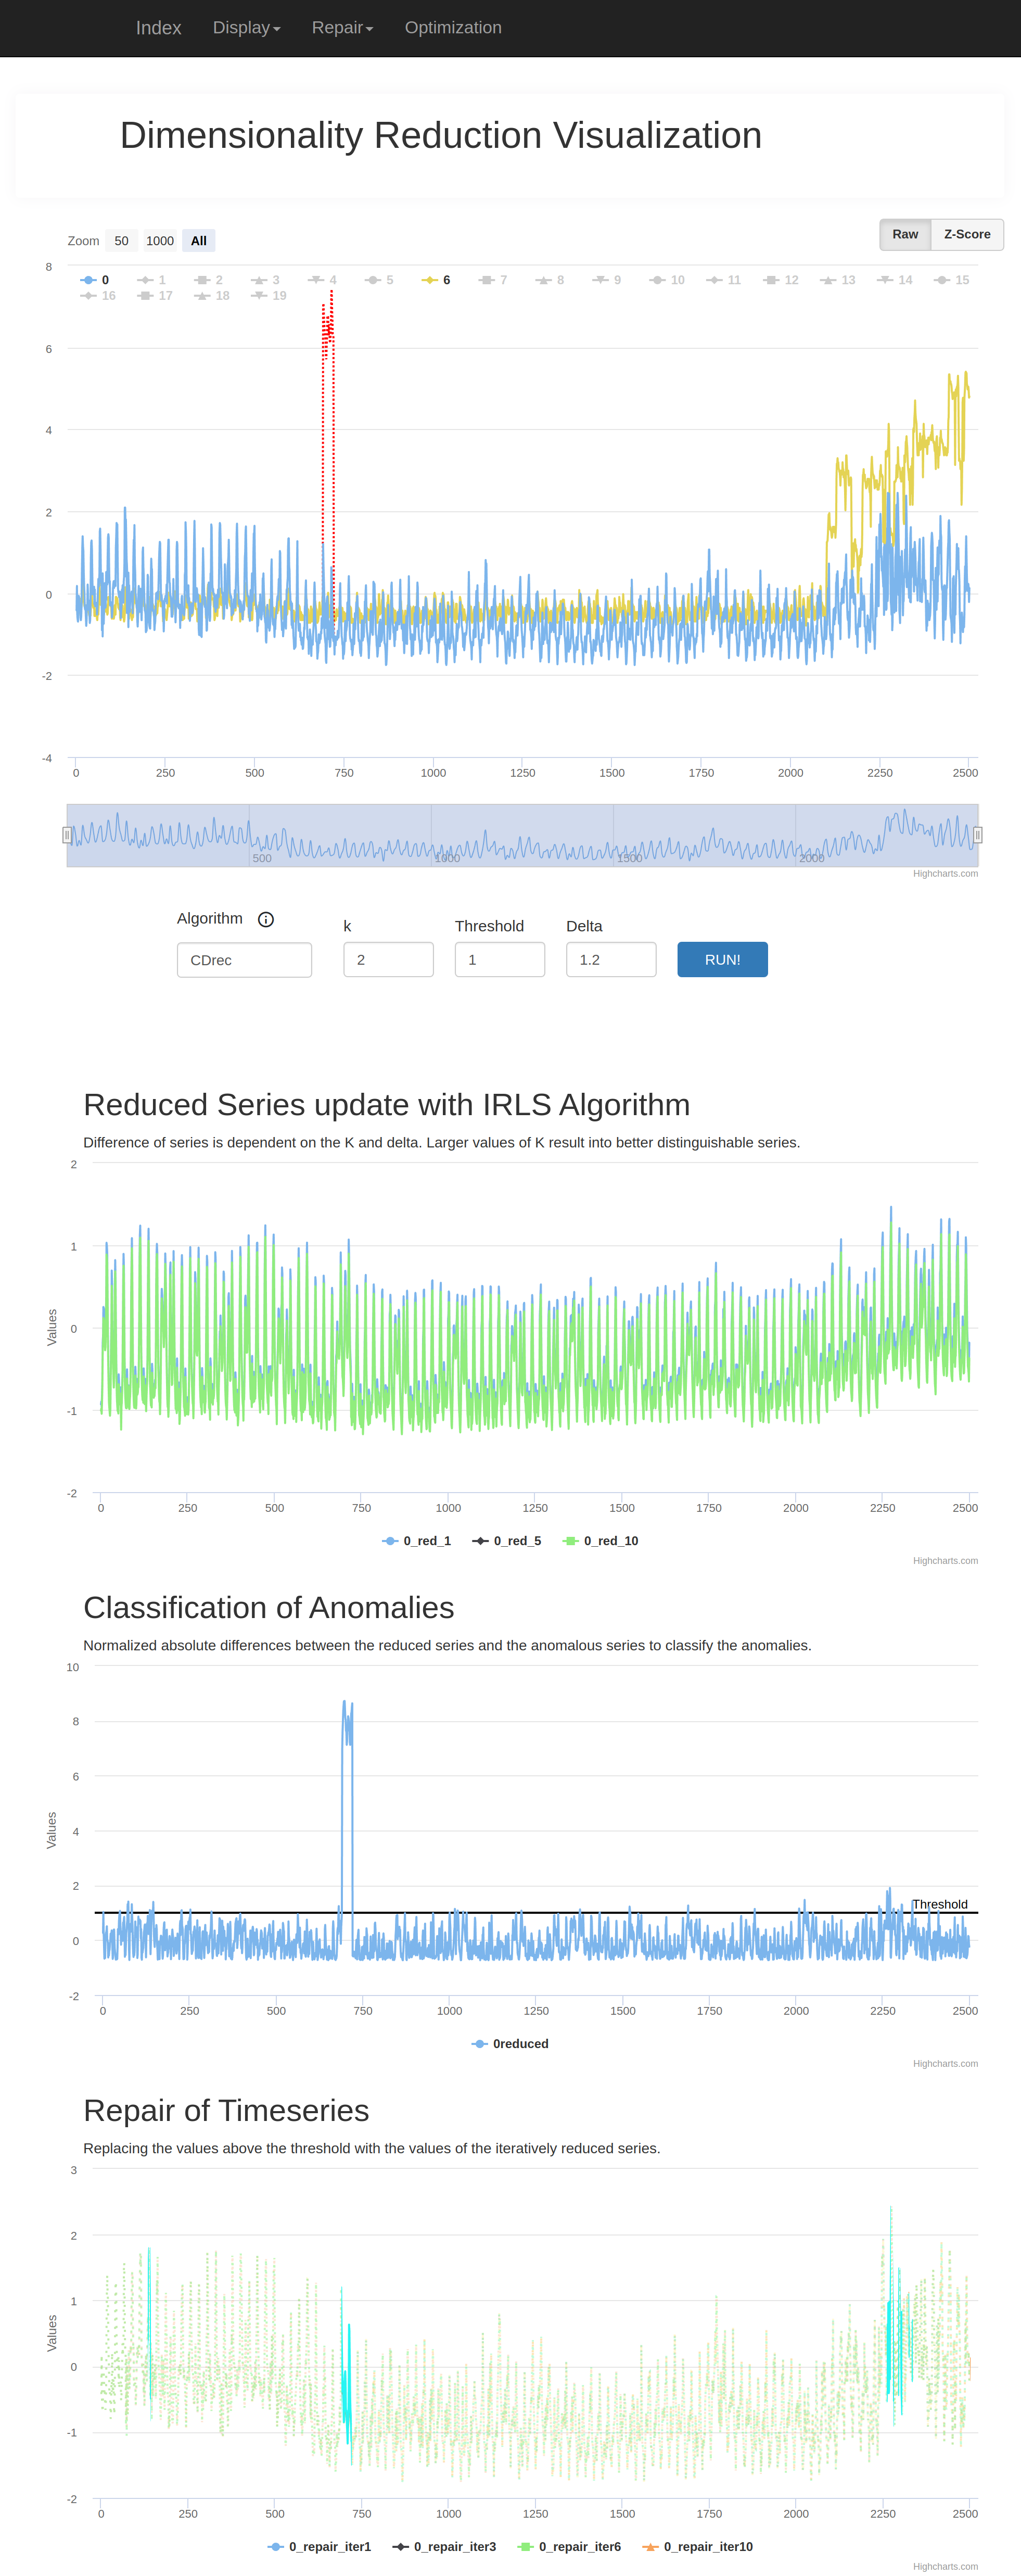 Index Display Repair Optimization
Dimensionality Reduction Visualization
Zoom 50 1000 All
Raw Z-Score
8
0 1 2 3 4 5 6 7 8 9 10 11 12 13 14 15
16 17 18 19
6
4
2
0
-2
-4
0 250 500 750 1000 1250 1500 1750 2000 2250 2500
500 1000 1500 2000
Highcharts.com
Algorithm k Threshold Delta
CDrec 2 1 1.2 RUN!
Reduced Series update with IRLS Algorithm
Difference of series is dependent on the K and delta. Larger values of K result into better distinguishable series.
2
1
0
-1
-2
Values
0 250 500 750 1000 1250 1500 1750 2000 2250 2500
0_red_1 0_red_5 0_red_10
Highcharts.com
Classification of Anomalies
Normalized absolute differences between the reduced series and the anomalous series to classify the anomalies.
10
8
6
4
2
0
-2
Values
Threshold
0 250 500 750 1000 1250 1500 1750 2000 2250 2500
0reduced
Highcharts.com
Repair of Timeseries
Replacing the values above the threshold with the values of the iteratively reduced series.
3
2
1
0
-1
-2
Values
0 250 500 750 1000 1250 1500 1750 2000 2250 2500
0_repair_iter1 0_repair_iter3 0_repair_iter6 0_repair_iter10
Highcharts.com